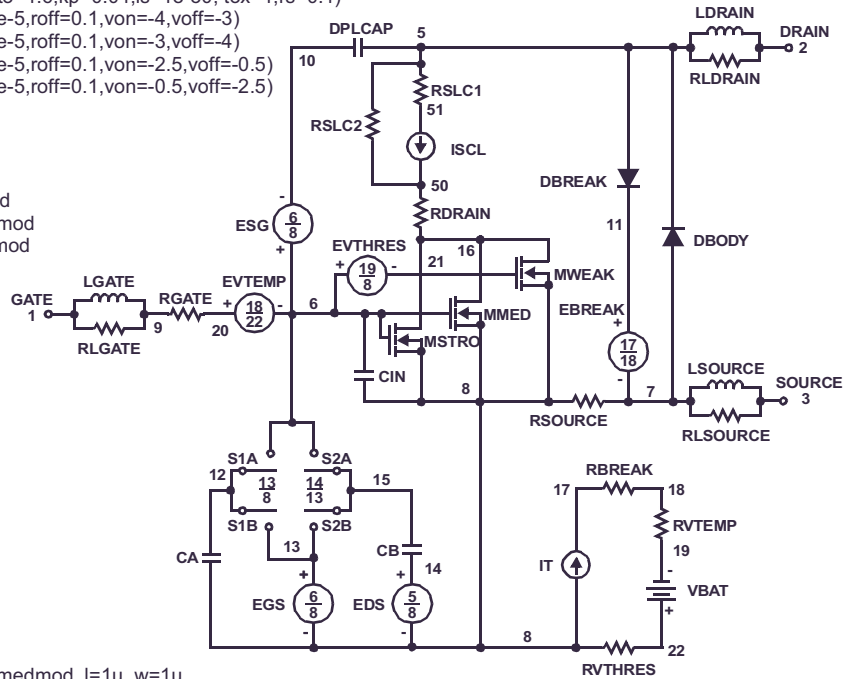 e-5,roff=0.1,von=-4,voff=-3)
e-5,roff=0.1,von=-3,voff=-4)
e-5,roff=0.1,von=-2.5,voff=-0.5)
e-5,roff=0.1,von=-0.5,voff=-2.5)
LDRAIN
DPLCAP
5
DRAIN
2
10
RLDRAIN
RSLC1
51
RSLC2
ISCL
50
DBREAK
RDRAIN
ESG
6
8
-
+
11
DBODY
EVTHRES
+
19
8
-
21
16
MWEAK
LGATE
EVTEMP
GATE
1
RGATE
+
18
22
-
6
MMED
EBREAK
+
9
20
MSTRO
17
18
-
RLGATE
CIN
LSOURCE
8
7
SOURCE
3
RSOURCE
RLSOURCE
S1A
S2A
12
13
8
14
13
15
RBREAK
17
18
S1B
S2B
RVTEMP
13
CB
19
CA
14
IT
-
VBAT
+
+
EGS
6
8
-
+
EDS
5
8
-
8
22
RVTHRES